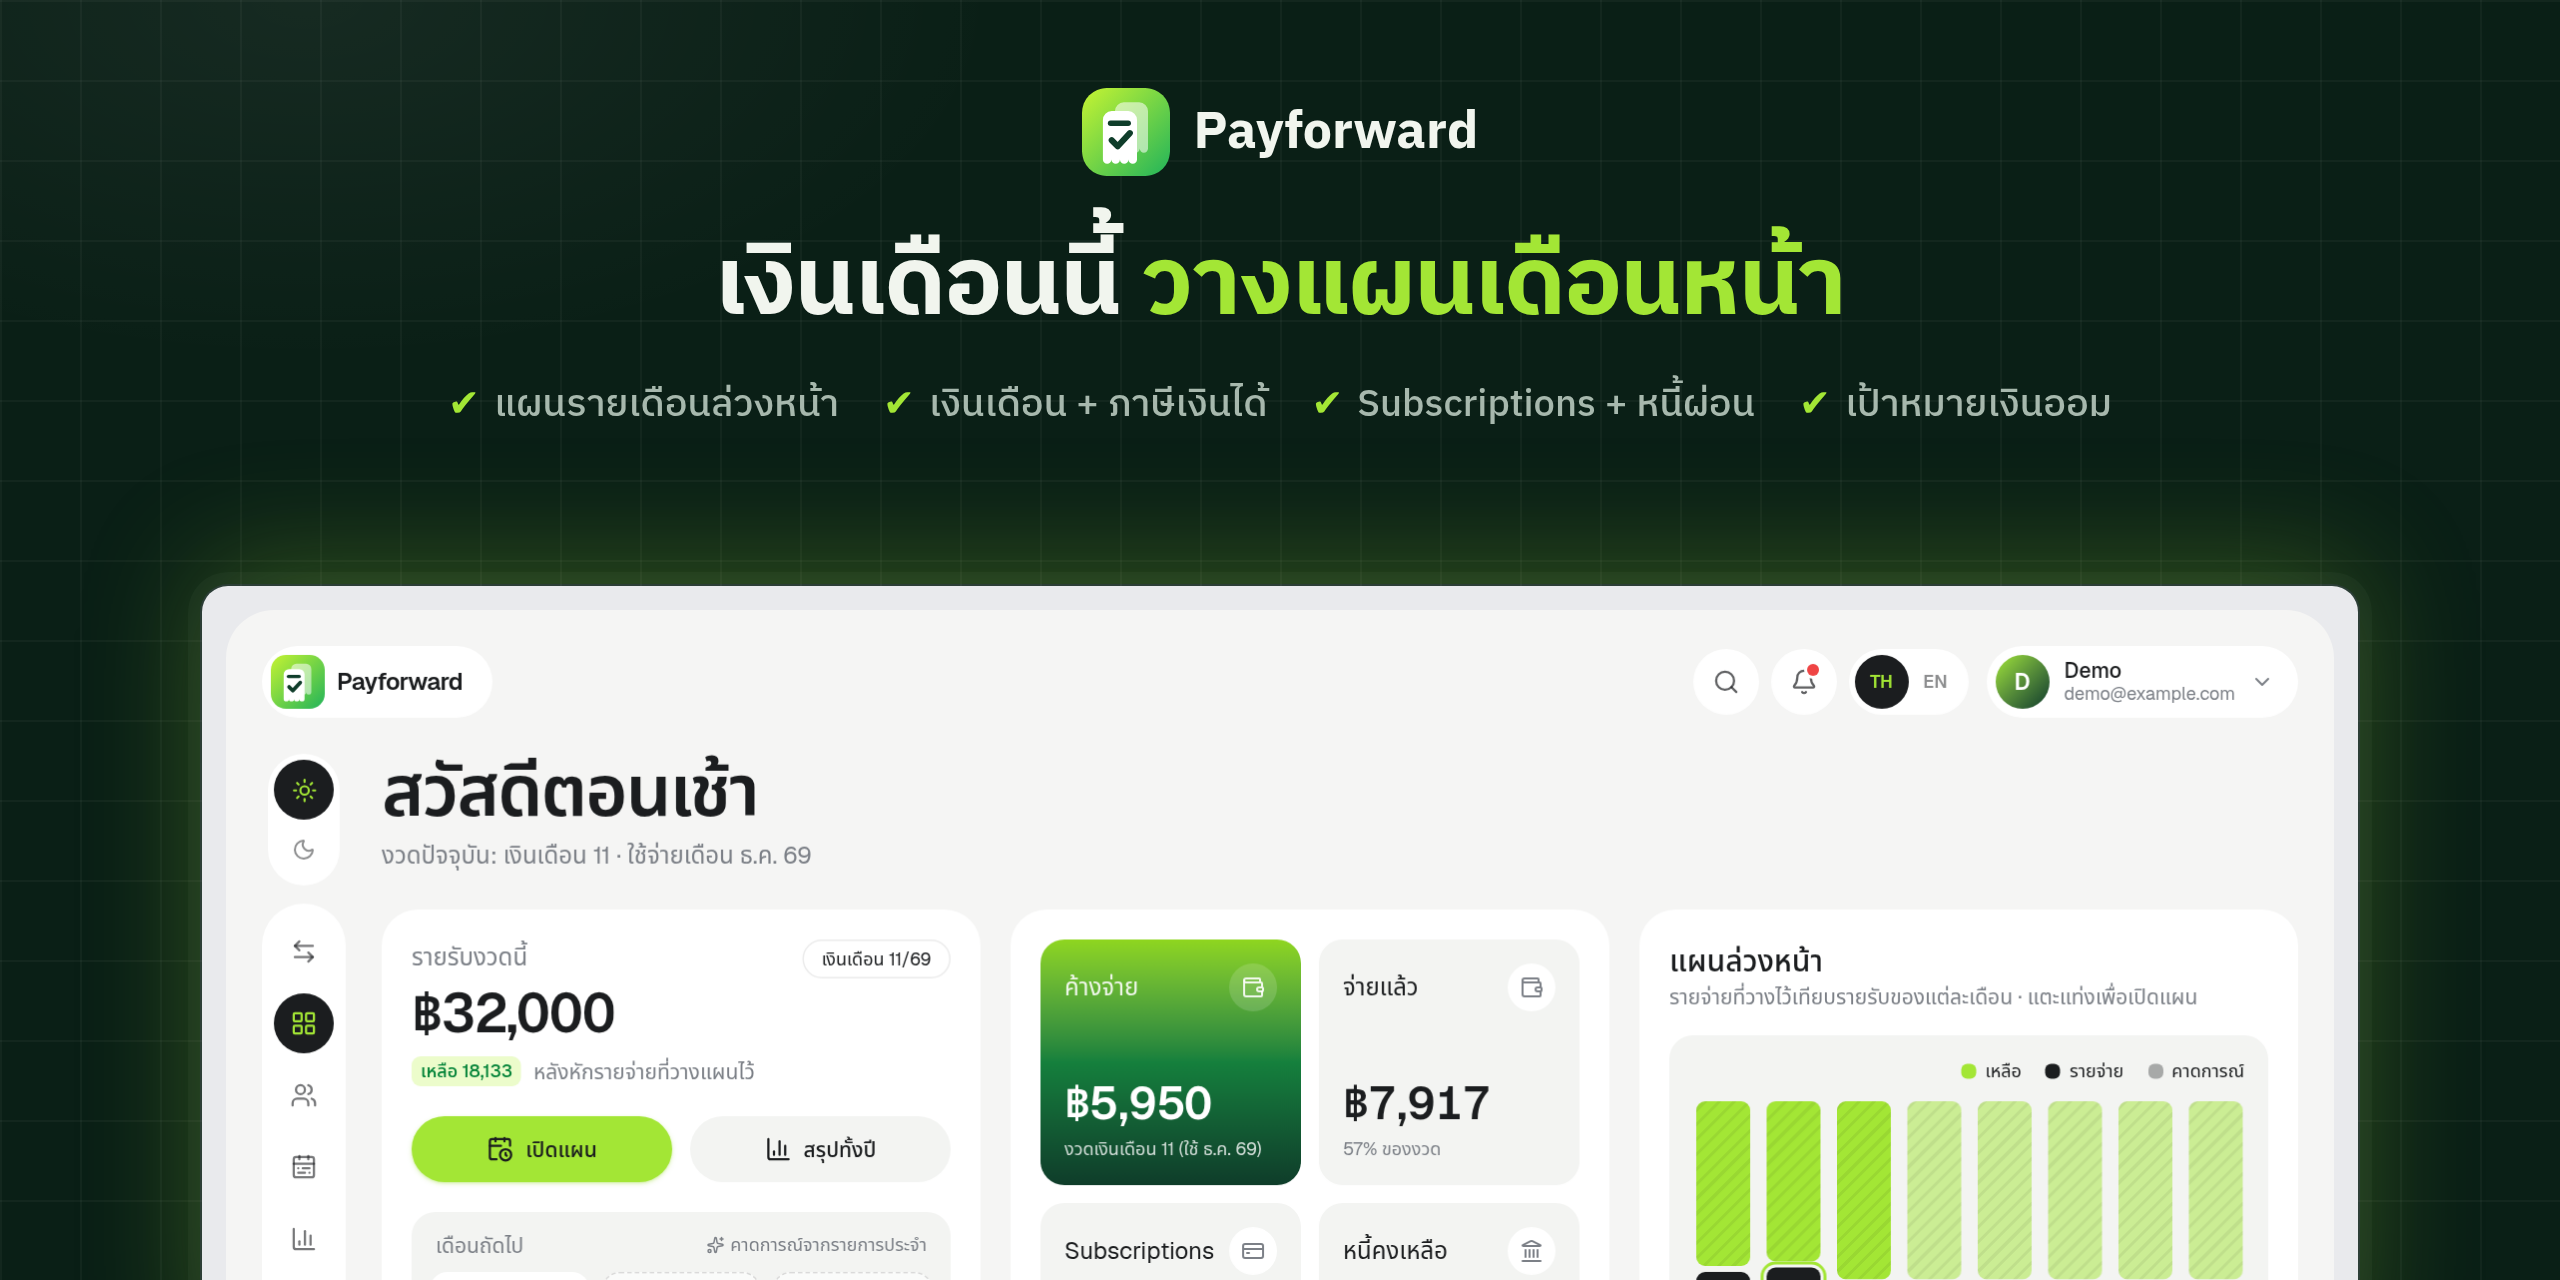 Payforward
เงินเดือนนี้ วางแผนเดือนหน้า
✔ แผนรายเดือนล่วงหน้า ✔ เงินเดือน + ภาษีเงินได้ ✔ Subscriptions + หนี้ผ่อน ✔ เป้าหมายเงินออม
Payforward
TH EN
D
Demo
demo@example.com
สวัสดีตอนเช้า
งวดปัจจุบัน: เงินเดือน 11 · ใช้จ่ายเดือน ธ.ค. 69
รายรับงวดนี้
เงินเดือน 11/69
฿32,000
เหลือ 18,133 หลังหักรายจ่ายที่วางแผนไว้
เปิดแผน
สรุปทั้งปี
เดือนถัดไป
คาดการณ์จากรายการประจำ
ค้างจ่าย
฿5,950
งวดเงินเดือน 11 (ใช้ ธ.ค. 69)
จ่ายแล้ว
฿7,917
57% ของงวด
Subscriptions
หนี้คงเหลือ
แผนล่วงหน้า
รายจ่ายที่วางไว้เทียบรายรับของแต่ละเดือน · แตะแท่งเพื่อเปิดแผน
เหลือ รายจ่าย คาดการณ์